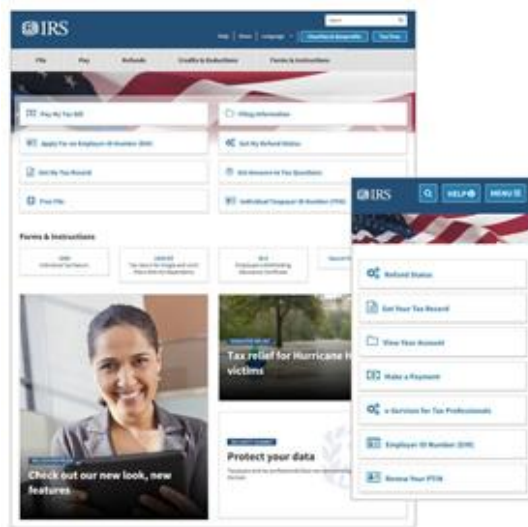 IRS
Help | News | Language | Charities & Nonprofits | Tax Pros
File Pay Refunds Credits & Deductions Forms & Instructions
Pay My Tax Bill
Filing Information
Apply for an Employer ID Number (EIN)
Get My Refund Status
Get My Tax Record
Get Answers to Tax Questions
Free File
Individual Taxpayer ID Number (ITIN)
Forms & Instructions
Individual Tax Return
Tax relief for Hurricane H
victims
Protect your data
Check out our new look, new
features
IRS
HELP
MENU
Refund Status
Get Your Tax Record
View Your Account
Make a Payment
e-Services for Tax Professionals
Employer ID Number (EIN)
Renew Your PTIN